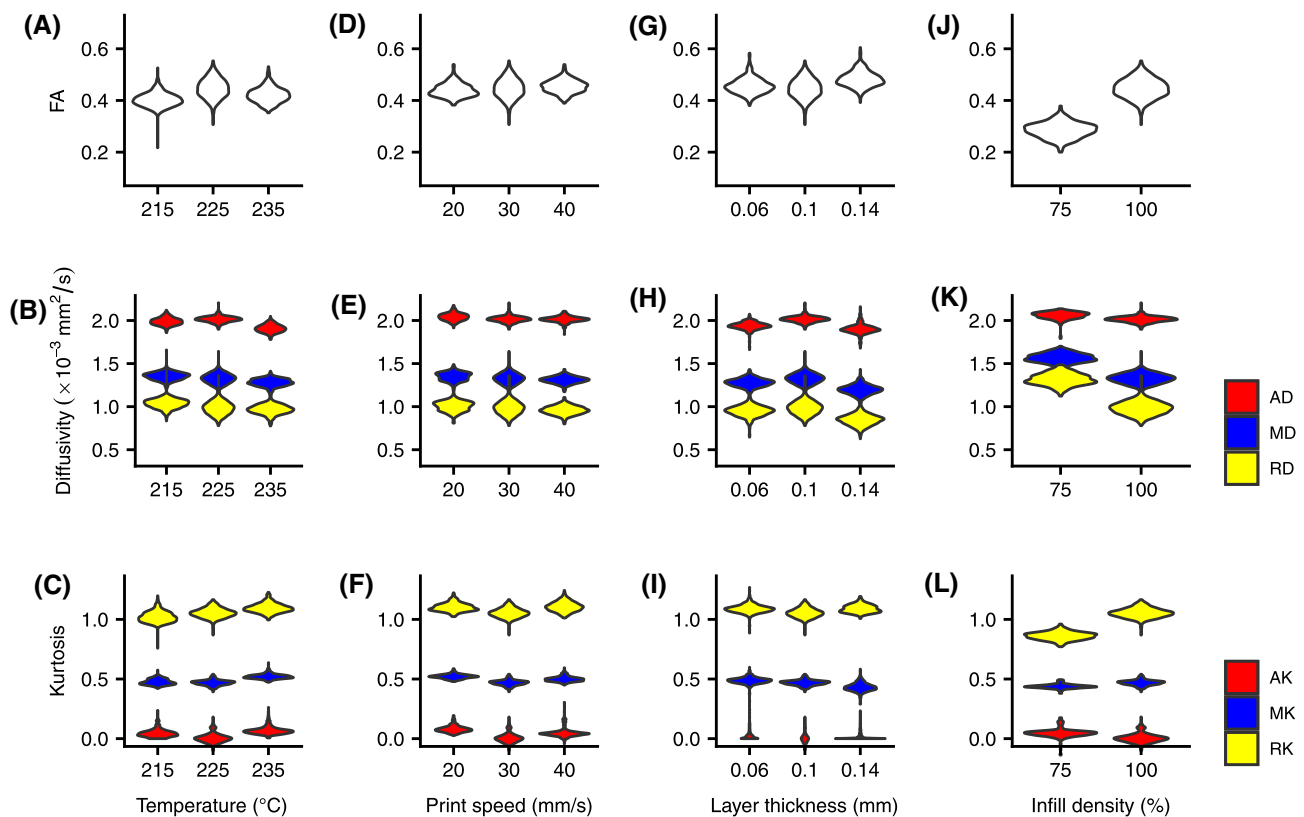 (A) (D) (G) (J)
FA
0.6 0.6 0.6 0.6
0.4 0.4 0.4 0.4
0.2 0.2 0.2 0.2
215 225 235 20 30 40 0.06 0.1 0.14 75 100
(B) (E) (H) (K)
Diffusivity ( × 10⁻³ mm²/s)
2.0 2.0 2.0 2.0
1.5 1.5 1.5 1.5
1.0 1.0 1.0 1.0
0.5 0.5 0.5 0.5
215 225 235 20 30 40 0.06 0.1 0.14 75 100
AD
MD
RD
(C) (F) (I) (L)
Kurtosis
1.0 1.0 1.0 1.0
0.5 0.5 0.5 0.5
0.0 0.0 0.0 0.0
215 225 235 20 30 40 0.06 0.1 0.14 75 100
Temperature (°C) Print speed (mm/s) Layer thickness (mm) Infill density (%)
AK
MK
RK